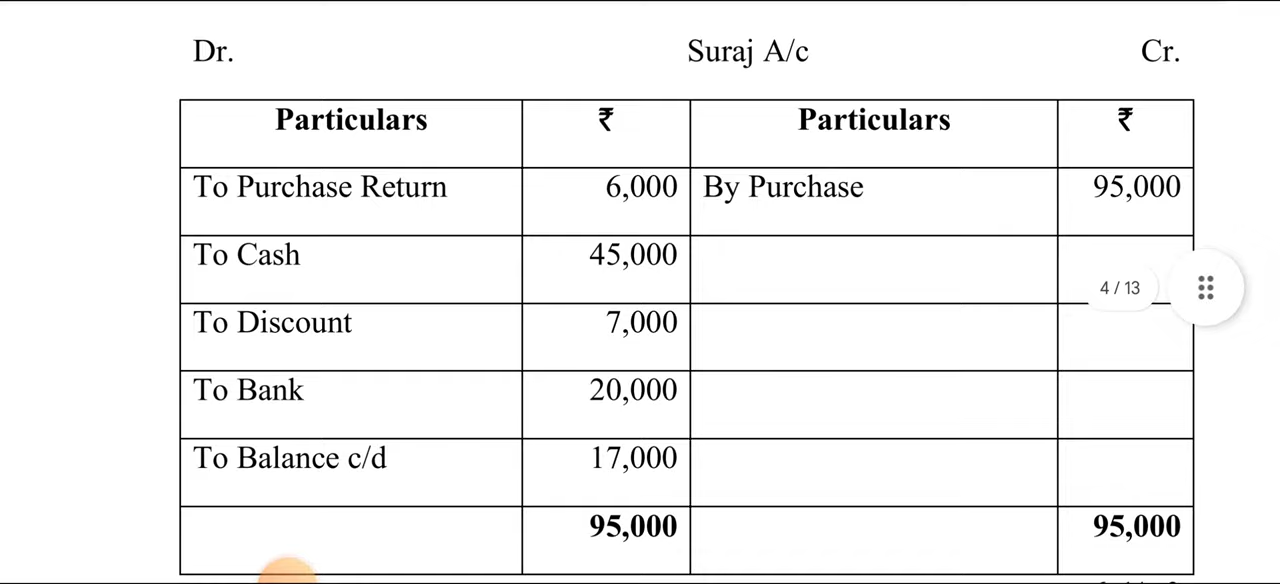 Dr. Suraj A/c Cr.
Particulars ₹ Particulars ₹
To Purchase Return 6,000 By Purchase 95,000
To Cash 45,000
4 / 13
To Discount 7,000
To Bank 20,000
To Balance c/d 17,000
95,000 95,000